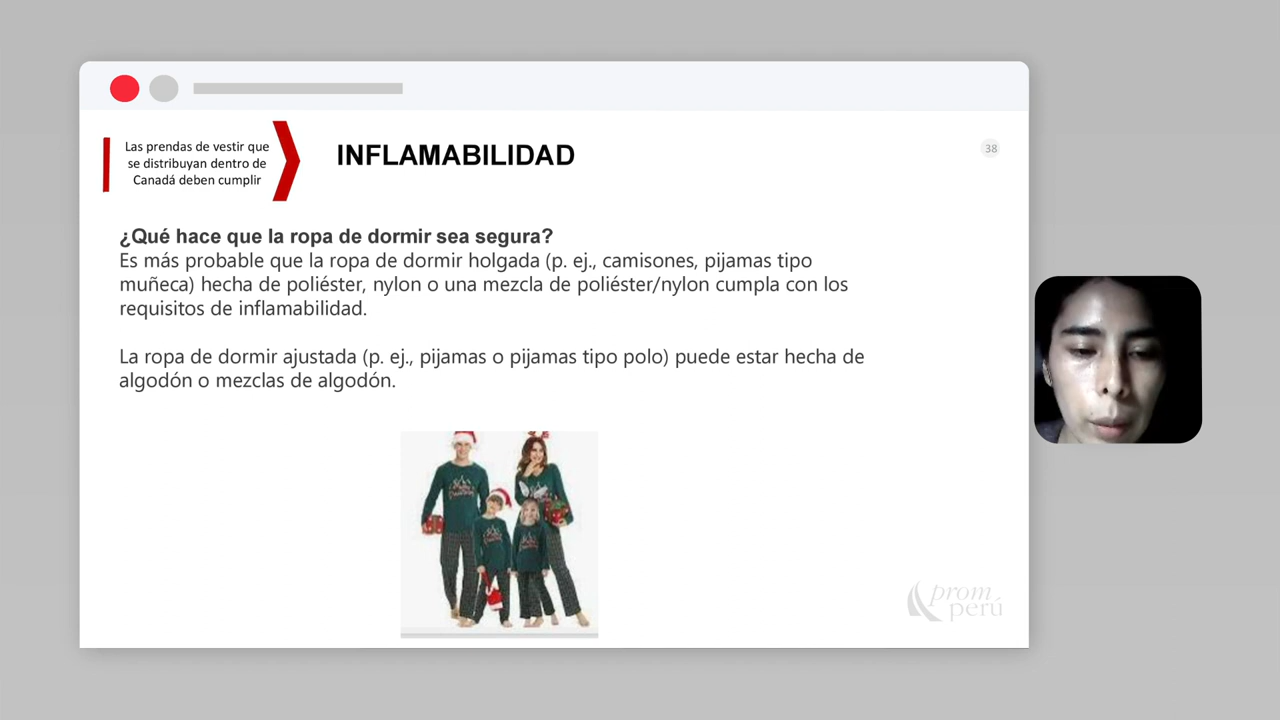 Las prendas de vestir que
se distribuyan dentro de
Canadá deben cumplir
INFLAMABILIDAD
38
¿Qué hace que la ropa de dormir sea segura?
Es más probable que la ropa de dormir holgada (p. ej., camisones, pijamas tipo
muñeca) hecha de poliéster, nylon o una mezcla de poliéster/nylon cumpla con los
requisitos de inflamabilidad.
La ropa de dormir ajustada (p. ej., pijamas o pijamas tipo polo) puede estar hecha de
algodón o mezclas de algodón.
prom
perú